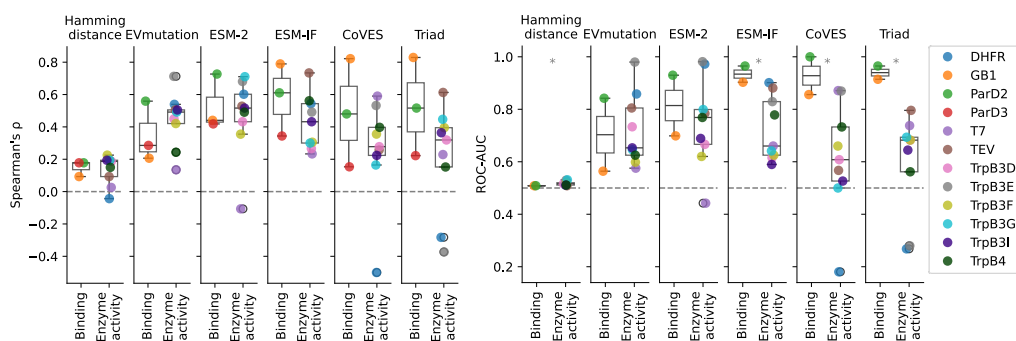 Hamming
distance
EVmutation
ESM-2
ESM-IF
CoVES
Triad
Spearman's ρ
0.8
0.6
0.4
0.2
0.0
−0.2
−0.4
Binding
Enzyme
activity
Binding
Enzyme
activity
Binding
Enzyme
activity
Binding
Enzyme
activity
Binding
Enzyme
activity
Binding
Enzyme
activity
Hamming
distance
EVmutation
ESM-2
ESM-IF
CoVES
Triad
ROC-AUC
1.0
0.8
0.6
0.4
0.2
*
*
*
*
Binding
Enzyme
activity
Binding
Enzyme
activity
Binding
Enzyme
activity
Binding
Enzyme
activity
Binding
Enzyme
activity
Binding
Enzyme
activity
DHFR
GB1
ParD2
ParD3
T7
TEV
TrpB3D
TrpB3E
TrpB3F
TrpB3G
TrpB3I
TrpB4